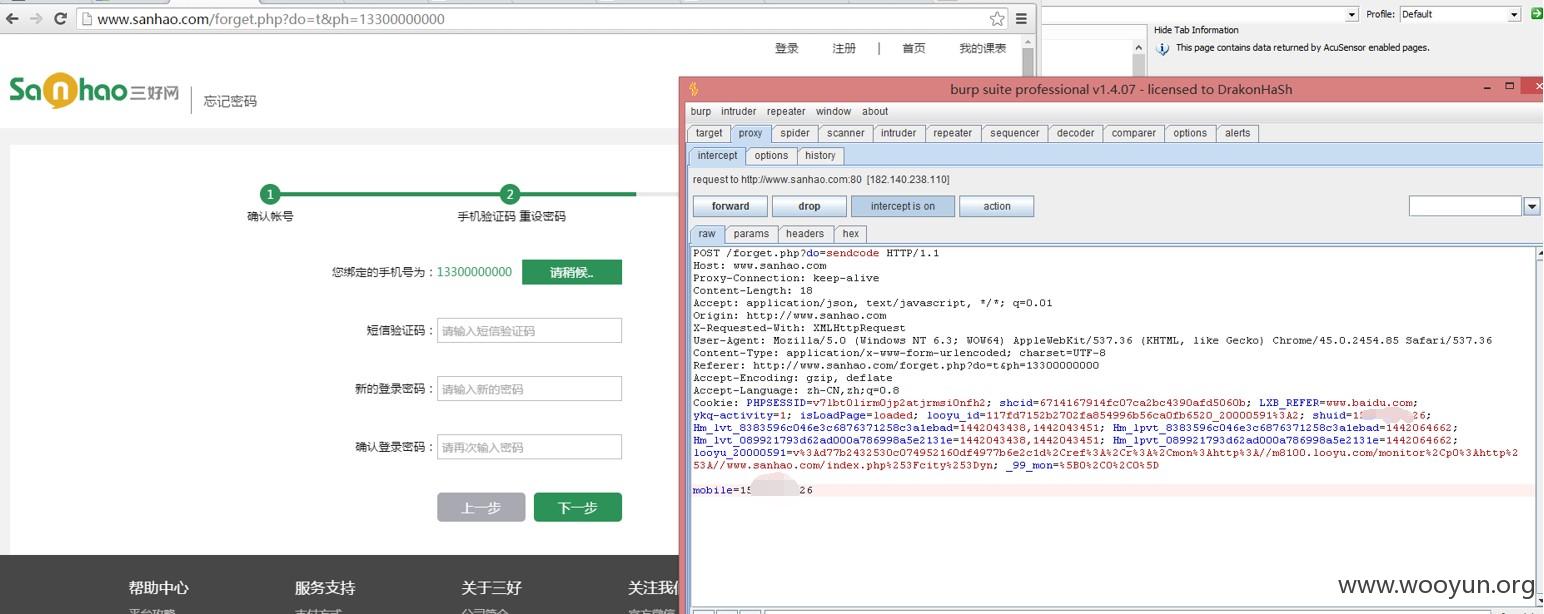 www.sanhao.com/forget.php?do=t&ph=13300000000
登录 注册 | 首页 我的课表
Sanhao 三好网 忘记密码
1 2
确认帐号 手机验证码 重设密码
您绑定的手机号为：13300000000 请稍候..
短信验证码： 请输入短信验证码
新的登录密码： 请输入新的密码
确认登录密码： 请再次输入密码
上一步 下一步
帮助中心 服务支持 关于三好
Profile: Default
Hide Tab Information
This page contains data returned by AcuSensor enabled pages.
burp suite professional v1.4.07 - licensed to DrakonHaSh
burp intruder repeater window about
target proxy spider scanner intruder repeater sequencer decoder comparer options alerts
intercept options history
request to http://www.sanhao.com:80 [182.140.238.110]
forward drop intercept is on action
raw params headers hex
POST /forget.php?do=sendcode HTTP/1.1
Host: www.sanhao.com
Proxy-Connection: keep-alive
Content-Length: 18
Accept: application/json, text/javascript, */*; q=0.01
Origin: http://www.sanhao.com
X-Requested-With: XMLHttpRequest
User-Agent: Mozilla/5.0 (Windows NT 6.3; WOW64) AppleWebKit/537.36 (KHTML, like Gecko) Chrome/45.0.2454.85 Safari/537.36
Content-Type: application/x-www-form-urlencoded; charset=UTF-8
Referer: http://www.sanhao.com/forget.php?do=t&ph=13300000000
Accept-Encoding: gzip, deflate
Accept-Language: zh-CN,zh;q=0.8
Cookie: PHPSESSID=v7lbt0lirm0jp2atjrmsi0nfh2; shcid=6714167914fc07ca2bc4390afd5060b; LXB_REFER=www.baidu.com;
ykq-activity=1; isLoadPage=loaded; looyu_id=117fd7152b2702fa854996b56ca0fb6520_20000591%3A2; shuid=1 26;
Hm_lvt_8383596c046e3c6876371258c3a1ebad=1442043438,1442043451; Hm_lpvt_8383596c046e3c6876371258c3a1ebad=1442064662;
Hm_lvt_089921793d62ad000a786998a5e2131e=1442043438,1442043451; Hm_lpvt_089921793d62ad000a786998a5e2131e=1442064662;
looyu_20000591=v%3Ad77b2432530c074952160df4977b6e2c1d%2Cref%3A%2Cr%3A%2Cmon%3Ahttp%3A//m8100.looyu.com/monitor%2Cp0%3Ahttp%2
53A//www.sanhao.com/index.php%253Fcity%253Dyn; _99_mon=%5B0%2C0%2C0%5D
mobile=15 26
www.wooyun.org